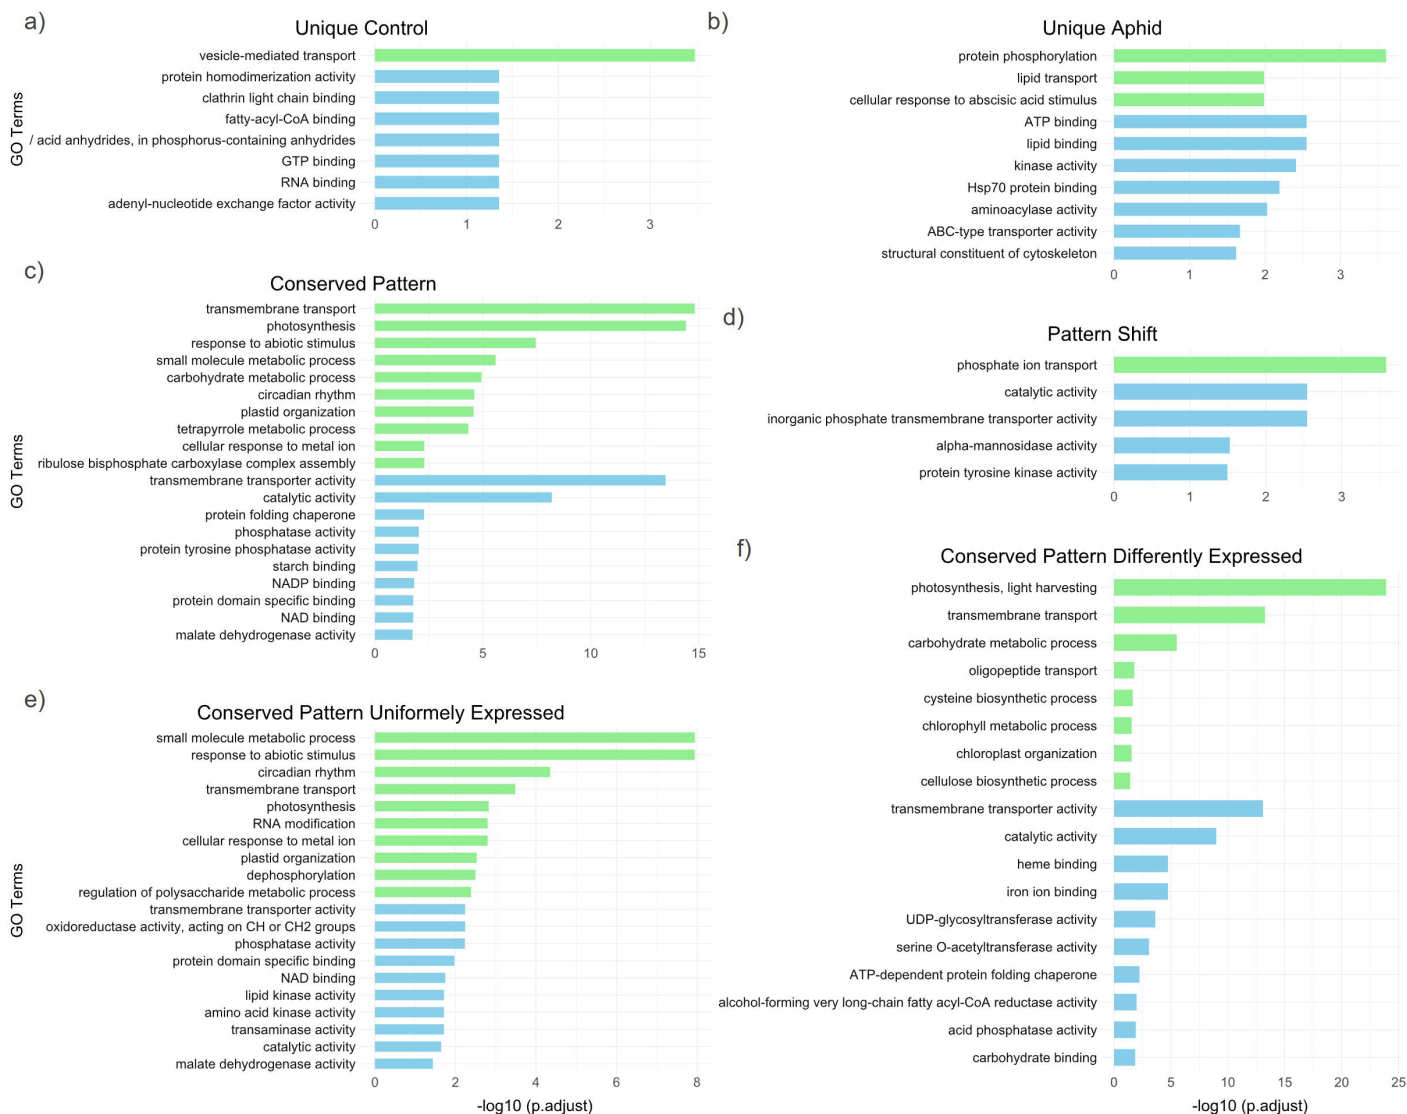 a)
Unique Control
GO Terms
vesicle-mediated transport
protein homodimerization activity
clathrin light chain binding
fatty-acyl-CoA binding
/ acid anhydrides, in phosphorus-containing anhydrides
GTP binding
RNA binding
adenyl-nucleotide exchange factor activity
0 1 2 3
b)
Unique Aphid
protein phosphorylation
lipid transport
cellular response to abscisic acid stimulus
ATP binding
lipid binding
kinase activity
Hsp70 protein binding
aminoacylase activity
ABC-type transporter activity
structural constituent of cytoskeleton
0 1 2 3
c)
Conserved Pattern
GO Terms
transmembrane transport
photosynthesis
response to abiotic stimulus
small molecule metabolic process
carbohydrate metabolic process
circadian rhythm
plastid organization
tetrapyrrole metabolic process
cellular response to metal ion
ribulose bisphosphate carboxylase complex assembly
transmembrane transporter activity
catalytic activity
protein folding chaperone
phosphatase activity
protein tyrosine phosphatase activity
starch binding
NADP binding
protein domain specific binding
NAD binding
malate dehydrogenase activity
0 5 10 15
d)
Pattern Shift
phosphate ion transport
catalytic activity
inorganic phosphate transmembrane transporter activity
alpha-mannosidase activity
protein tyrosine kinase activity
0 1 2 3
e)
Conserved Pattern Uniformely Expressed
GO Terms
small molecule metabolic process
response to abiotic stimulus
circadian rhythm
transmembrane transport
photosynthesis
RNA modification
cellular response to metal ion
plastid organization
dephosphorylation
regulation of polysaccharide metabolic process
transmembrane transporter activity
oxidoreductase activity, acting on CH or CH2 groups
phosphatase activity
protein domain specific binding
NAD binding
lipid kinase activity
amino acid kinase activity
transaminase activity
catalytic activity
malate dehydrogenase activity
0 2 4 6 8
-log10 (p.adjust)
f)
Conserved Pattern Differently Expressed
photosynthesis, light harvesting
transmembrane transport
carbohydrate metabolic process
oligopeptide transport
cysteine biosynthetic process
chlorophyll metabolic process
chloroplast organization
cellulose biosynthetic process
transmembrane transporter activity
catalytic activity
heme binding
iron ion binding
UDP-glycosyltransferase activity
serine O-acetyltransferase activity
ATP-dependent protein folding chaperone
alcohol-forming very long-chain fatty acyl-CoA reductase activity
acid phosphatase activity
carbohydrate binding
0 5 10 15 20 25
-log10 (p.adjust)